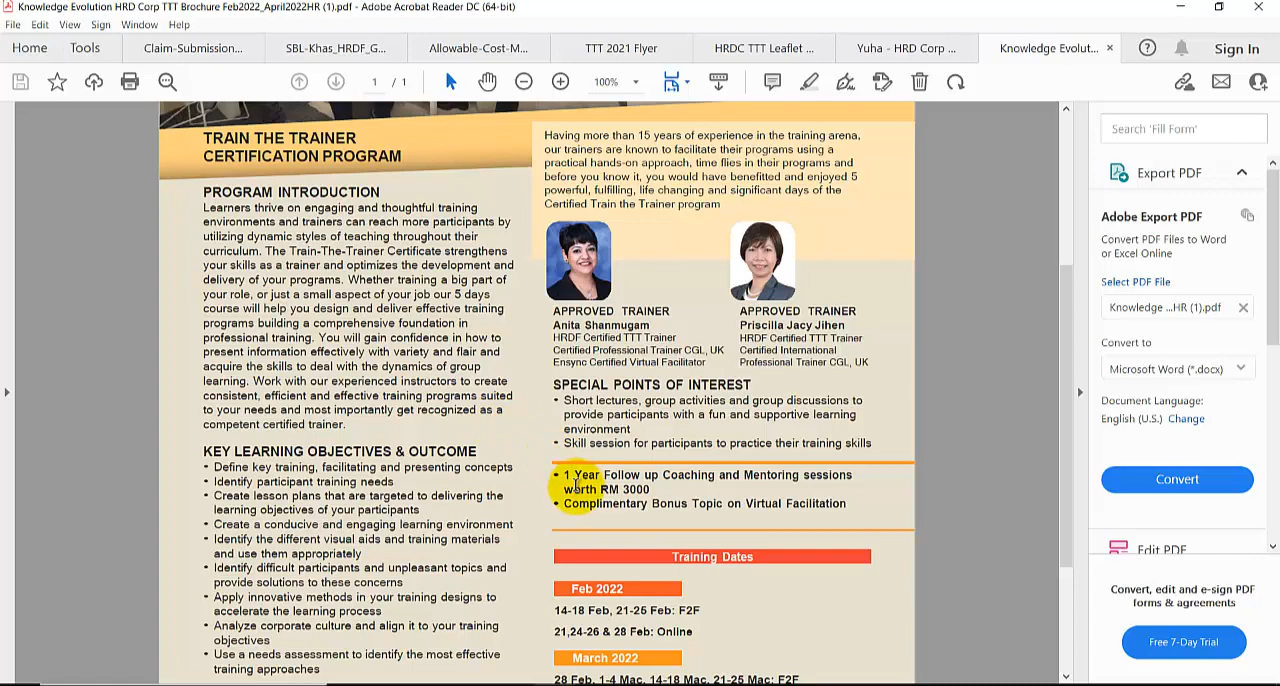 Knowledge Evolution HRD Corp TTT Brochure Feb2022_April2022HR (1).pdf - Adobe Acrobat Reader DC (64-bit)
File Edit View Sign Window Help
Home Tools Claim-Submission... SBL-Khas_HRDF_G... Allowable-Cost-M... TTT 2021 Flyer HRDC TTT Leaflet ... Yuha - HRD Corp ... Knowledge Evolut... × Sign In
1 / 1 100%
TRAIN THE TRAINER
CERTIFICATION PROGRAM
PROGRAM INTRODUCTION
Learners thrive on engaging and thoughtful training
environments and trainers can reach more participants by
utilizing dynamic styles of teaching throughout their
curriculum. The Train-The-Trainer Certificate strengthens
your skills as a trainer and optimizes the development and
delivery of your programs. Whether training a big part of
your role, or just a small aspect of your job our 5 days
course will help you design and deliver effective training
programs building a comprehensive foundation in
professional training. You will gain confidence in how to
present information effectively with variety and flair and
acquire the skills to deal with the dynamics of group
learning. Work with our experienced instructors to create
consistent, efficient and effective training programs suited
to your needs and most importantly get recognized as a
competent certified trainer.
KEY LEARNING OBJECTIVES & OUTCOME
• Define key training, facilitating and presenting concepts
• Identify participant training needs
• Create lesson plans that are targeted to delivering the
learning objectives of your participants
• Create a conducive and engaging learning environment
• Identify the different visual aids and training materials
and use them appropriately
• Identify difficult participants and unpleasant topics and
provide solutions to these concerns
• Apply innovative methods in your training designs to
accelerate the learning process
• Analyze corporate culture and align it to your training
objectives
• Use a needs assessment to identify the most effective
training approaches
Having more than 15 years of experience in the training arena,
our trainers are known to facilitate their programs using a
practical hands-on approach, time flies in their programs and
before you know it, you would have benefitted and enjoyed 5
powerful, fulfilling, life changing and significant days of the
Certified Train the Trainer program
APPROVED TRAINER
Anita Shanmugam
HRDF Certified TTT Trainer
Certified Professional Trainer CGL, UK
Ensync Certified Virtual Facilitator
APPROVED TRAINER
Priscilla Jacy Jihen
HRDF Certified TTT Trainer
Certified International
Professional Trainer CGL, UK
SPECIAL POINTS OF INTEREST
• Short lectures, group activities and group discussions to
provide participants with a fun and supportive learning
environment
• Skill session for participants to practice their training skills
• 1 Year Follow up Coaching and Mentoring sessions
worth RM 3000
• Complimentary Bonus Topic on Virtual Facilitation
Training Dates
Feb 2022
14-18 Feb, 21-25 Feb: F2F
21,24-26 & 28 Feb: Online
March 2022
28 Feb, 1-4 Mac, 14-18 Mac, 21-25 Mac: F2F
Search 'Fill Form'
Export PDF
Adobe Export PDF
Convert PDF Files to Word
or Excel Online
Select PDF File
Knowledge ...HR (1).pdf
Convert to
Microsoft Word (*.docx)
Document Language:
English (U.S.) Change
Convert
Edit PDF
Convert, edit and e-sign PDF
forms & agreements
Free 7-Day Trial